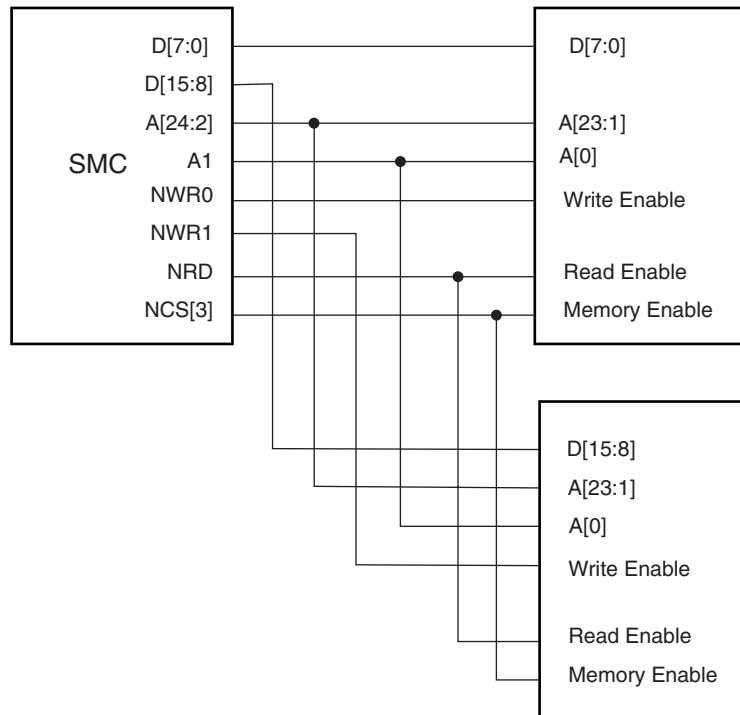 D[7:0] D[7:0]
D[15:8]
A[24:2] A[23:1]
SMC A1 A[0]
NWR0 Write Enable
NWR1
NRD Read Enable
NCS[3] Memory Enable
D[15:8]
A[23:1]
A[0]
Write Enable
Read Enable
Memory Enable